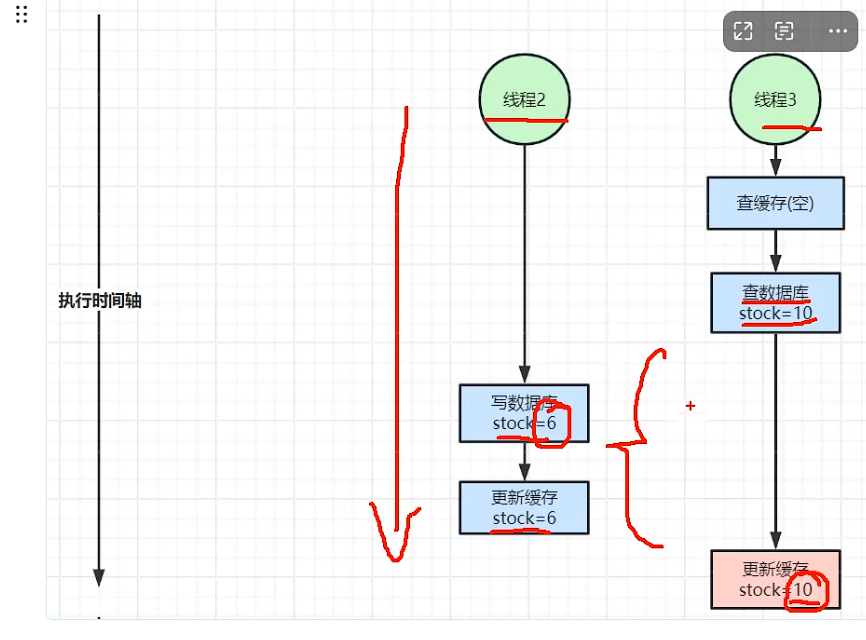 线程2
线程3
查缓存(空)
查数据库
stock=10
执行时间轴
写数据库
stock=6
更新缓存
stock=6
更新缓存
stock=10